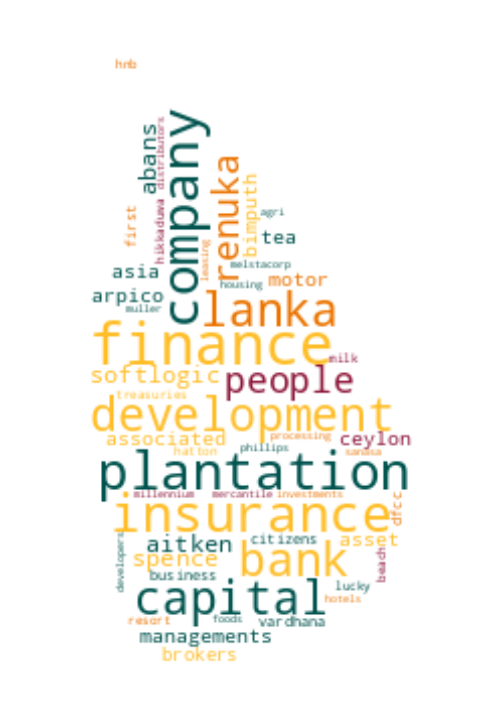 hnb
company
abans
distributors
renuka
bimputh
first
hikkaduwa
leasing
agri
tea
asia
melstacorp
housing
motor
arpico
muller
lanka
finance
milk
softlogic
people
treasuries
development
associated
processing
ceylon
hatton
phillips
sanasa
plantation
millennium
mercantile
investments
insurance
dfcc
aitken
citizens
asset
developers
spence
bank
beach
business
capital
lucky
hotels
resort
foods
vardhana
managements
brokers